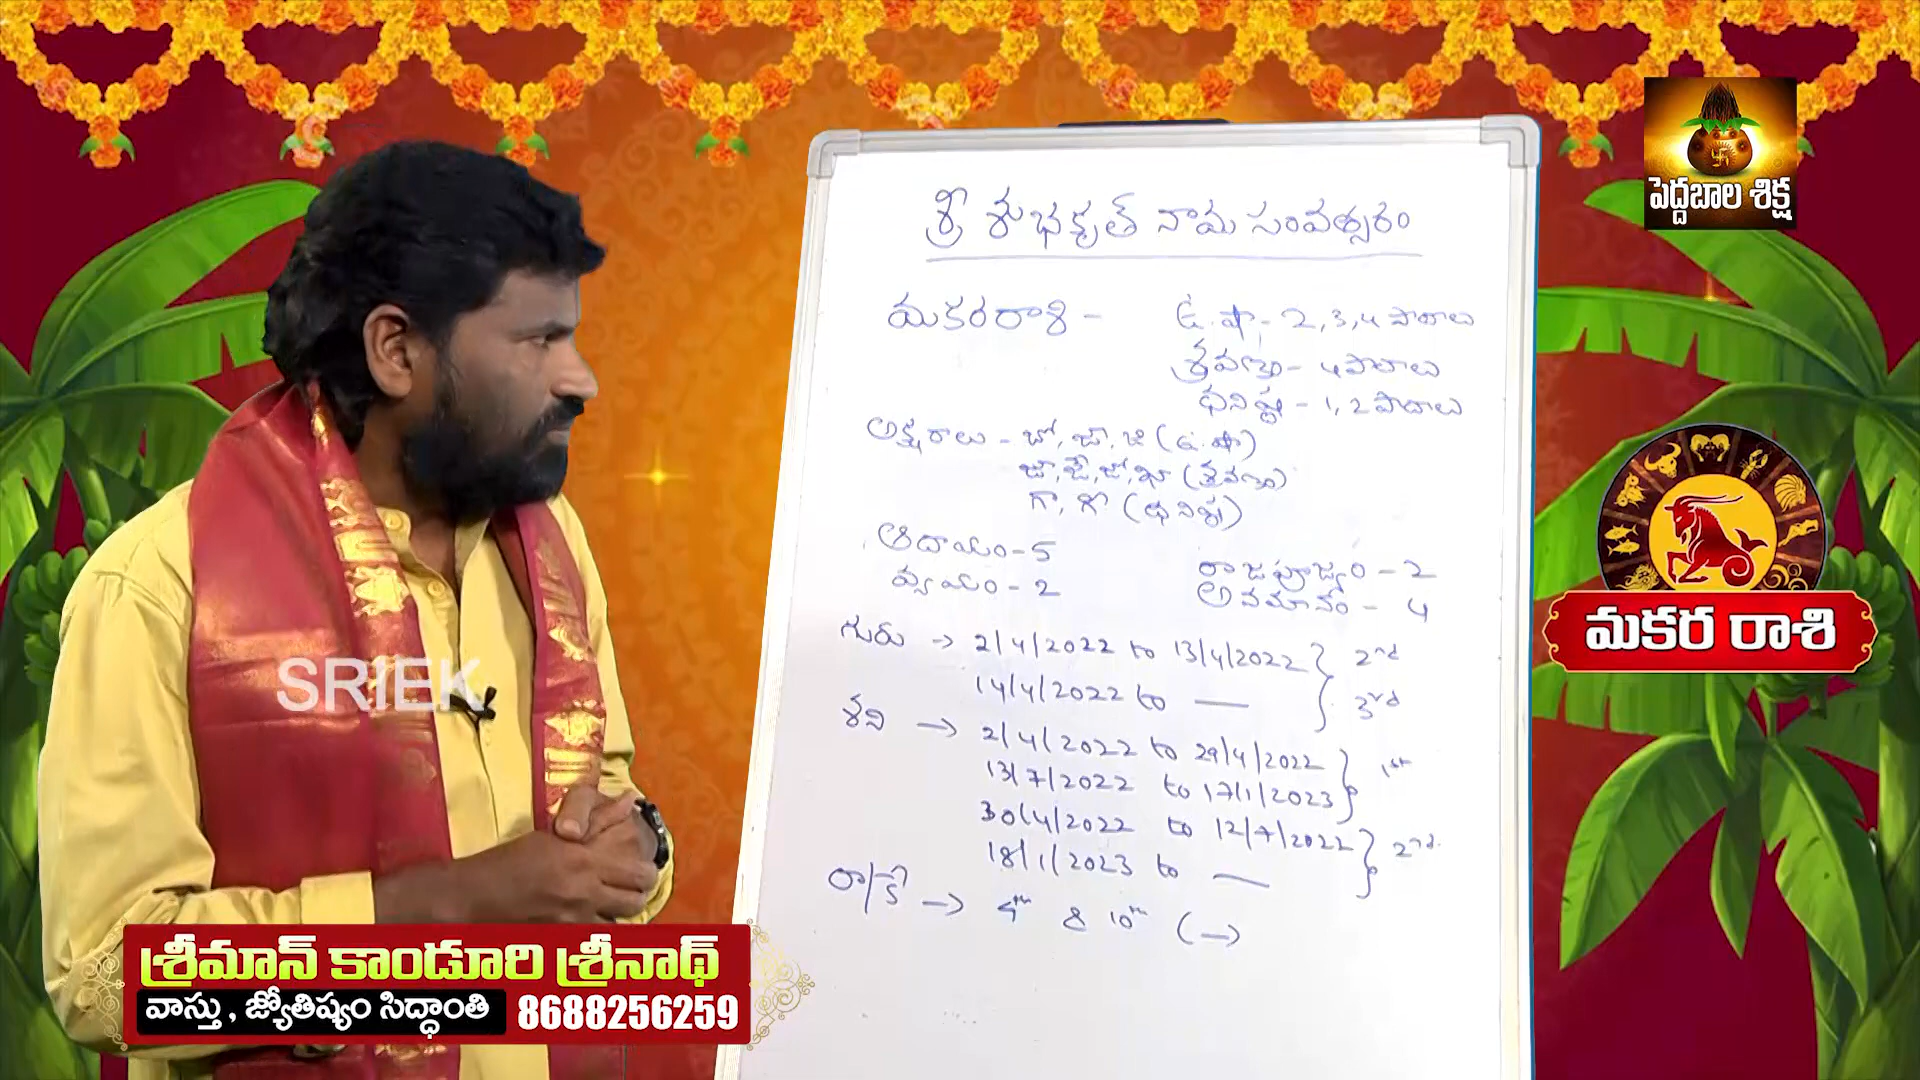 పెద్దబాల శిక్ష
శ్రీ శుభకృత్ నామ సంవత్సరం
మకరరాశి - ఉ.షా - 2,3,4 పాదాలు
శ్రవణం - 4 పాదాలు
ధనిష్ఠ - 1,2 పాదాలు
అక్షరాలు - బో, జా, జి (ఉ.షా)
జూ, జే, జో, ఖా (శ్రవణం)
గా, గీ (ధనిష్ఠ)
ఆదాయం - 5 రాజపూజ్యం - 2
వ్యయం - 2 అవమానం - 4
గురు → 2/4/2022 to 13/4/2022 } 2nd
14/4/2022 to — } 3rd
శని → 2/4/2022 to 29/4/2022 } 1st
13/7/2022 to 17/1/2023 }
30/4/2022 to 12/7/2022 } 2nd
18/1/2023 to — }
రా/కే → 4th & 10th (→
మకర రాశి
SRIEK
శ్రీమాన్ కాండూరి శ్రీనాథ్
వాస్తు, జ్యోతిష్యం సిద్ధాంతి 8688256259